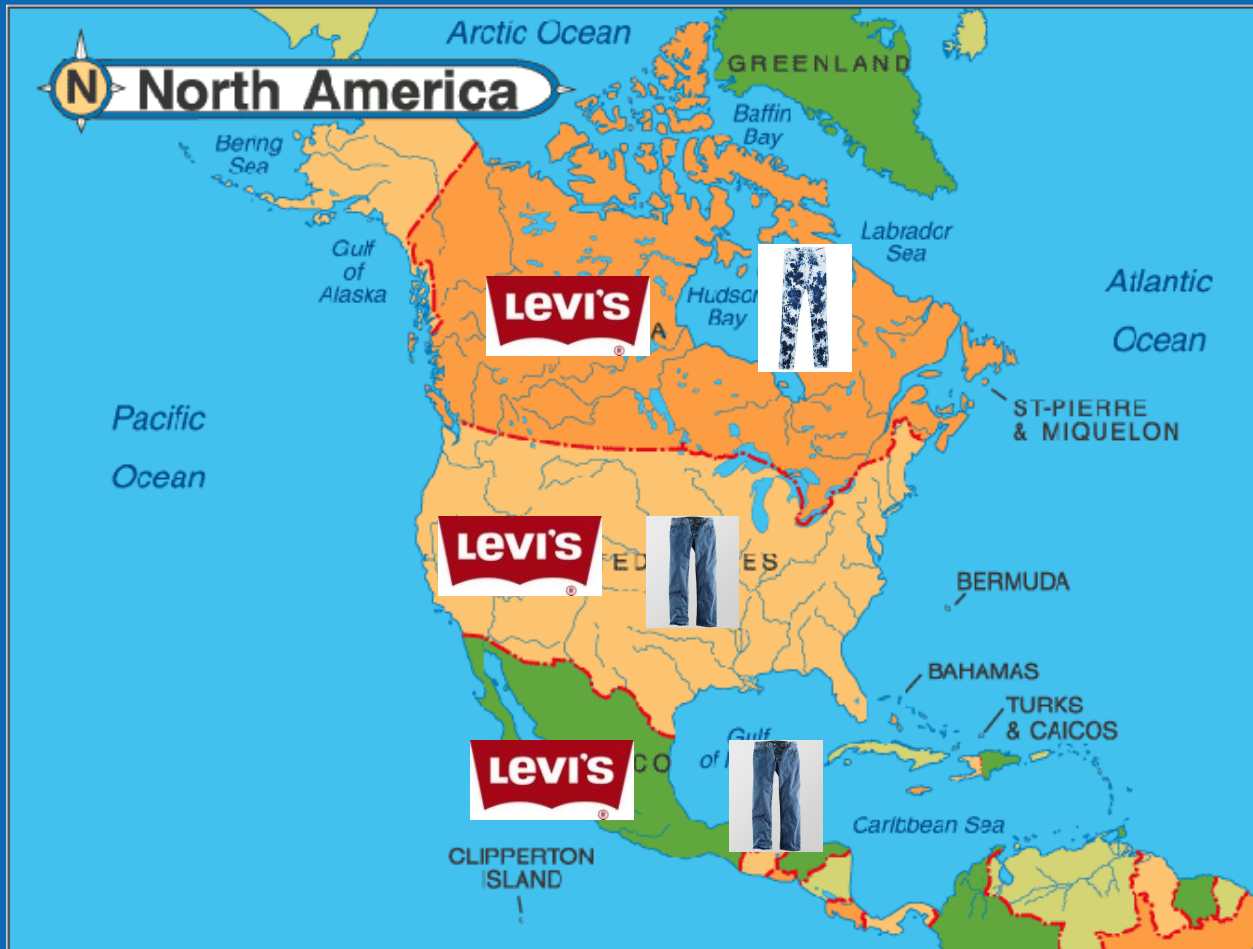 Arctic Ocean
GREENLAND
N North America
Baffin
Bay
Bering
Sea
Labrador
Sea
Gulf
of
Alaska
Atlantic
Ocean
LEVI'S
®
A
Hudson
Bay
Pacific
Ocean
ST-PIERRE
& MIQUELON
LEVI'S
®
ED
ES
BERMUDA
BAHAMAS
TURKS
& CAICOS
Gulf
of
LEVI'S
®
CO
Caribbean Sea
CLIPPERTON
ISLAND